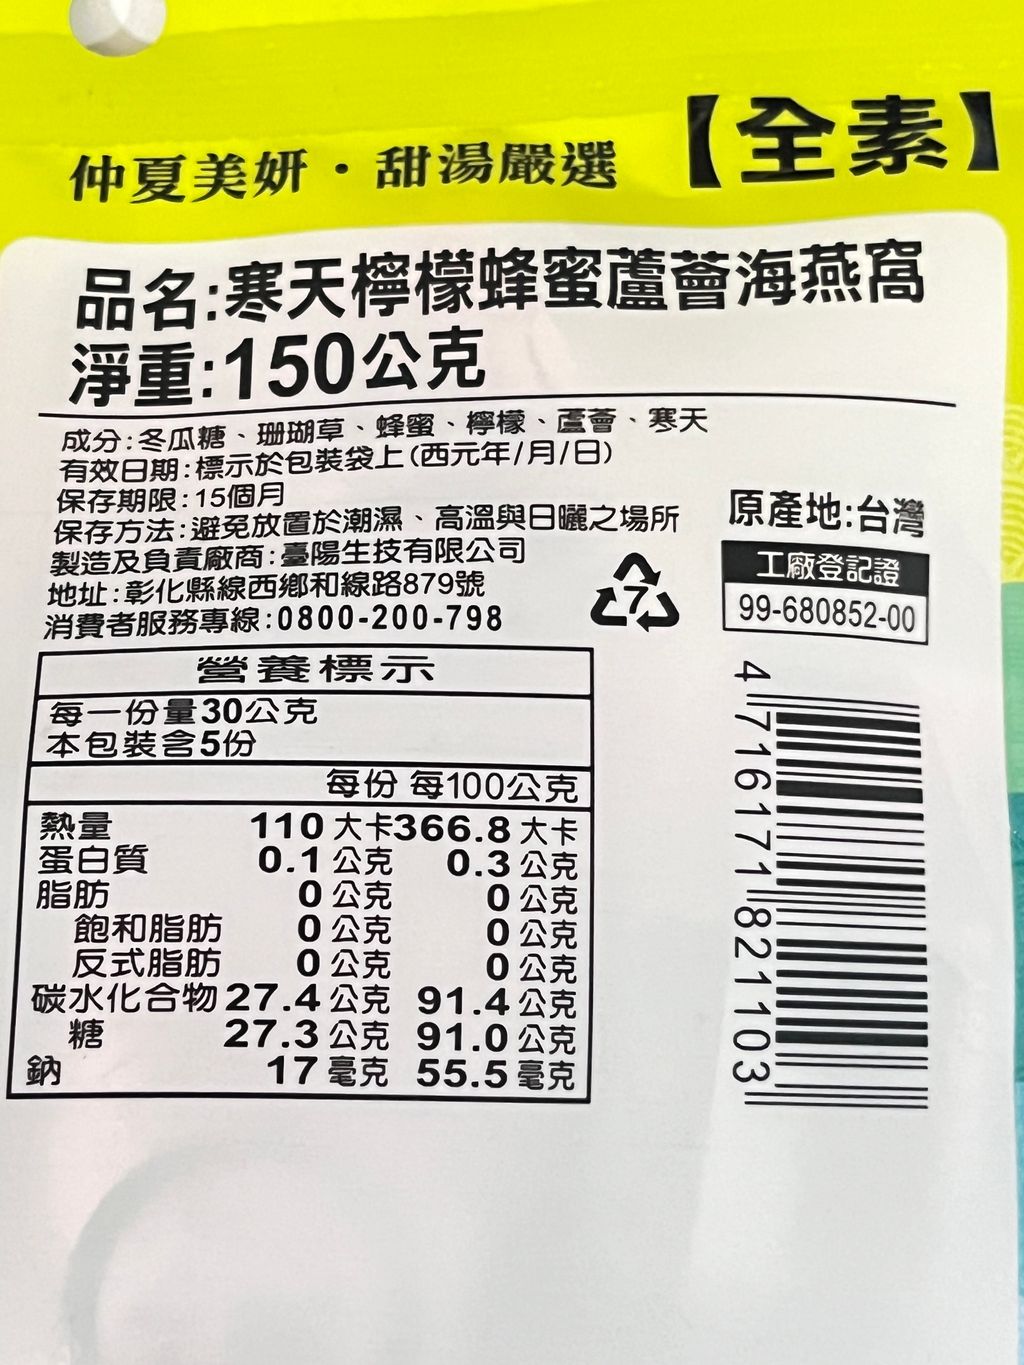 仲夏美妍・甜湯嚴選【全素】
品名:寒天檸檬蜂蜜蘆薈海燕窩
淨重:150公克
成分:冬瓜糖、珊瑚草、蜂蜜、檸檬、蘆薈、寒天
有效日期:標示於包裝袋上(西元年/月/日)
保存期限:15個月
保存方法:避免放置於潮濕、高溫與日曬之場所
製造及負責廠商:臺陽生技有限公司
地址:彰化縣線西鄉和線路879號
消費者服務專線:0800-200-798
7
原產地:台灣
工廠登記證
99-680852-00
營養標示
每一份量30公克
本包裝含5份
每份 每100公克
熱量 110 大卡 366.8 大卡
蛋白質 0.1 公克 0.3 公克
脂肪 0 公克 0 公克
飽和脂肪 0 公克 0 公克
反式脂肪 0 公克 0 公克
碳水化合物 27.4 公克 91.4 公克
糖 27.3 公克 91.0 公克
鈉 17 毫克 55.5 毫克
4 716171 821103